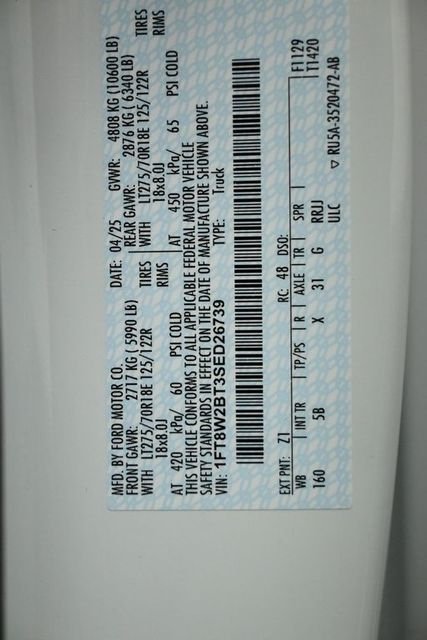 MFD. BY FORD MOTOR CO.
DATE: 04/25 GVWR: 4808 KG (10600 LB)
FRONT GAWR: 2717 KG ( 5990 LB) REAR GAWR: 2876 KG ( 6340 LB)
WITH LT275/70R18E 125/122R TIRES WITH LT275/70R18E 125/122R TIRES
18x8.0J RIMS 18x8.0J RIMS
AT 420 kPa/ 60 PSI COLD AT 450 kPa/ 65 PSI COLD
THIS VEHICLE CONFORMS TO ALL APPLICABLE FEDERAL MOTOR VEHICLE
SAFETY STANDARDS IN EFFECT ON THE DATE OF MANUFACTURE SHOWN ABOVE.
VIN: 1FT8W2BT3SED26739 TYPE: Truck
EXT PNT: Z1 RC: 48 DSO: F1129
WB INT TR TP/PS R AXLE TR SPR T1420
160 5B X 31 G RRJJ
ULC ▽ RU5A-3520472-AB